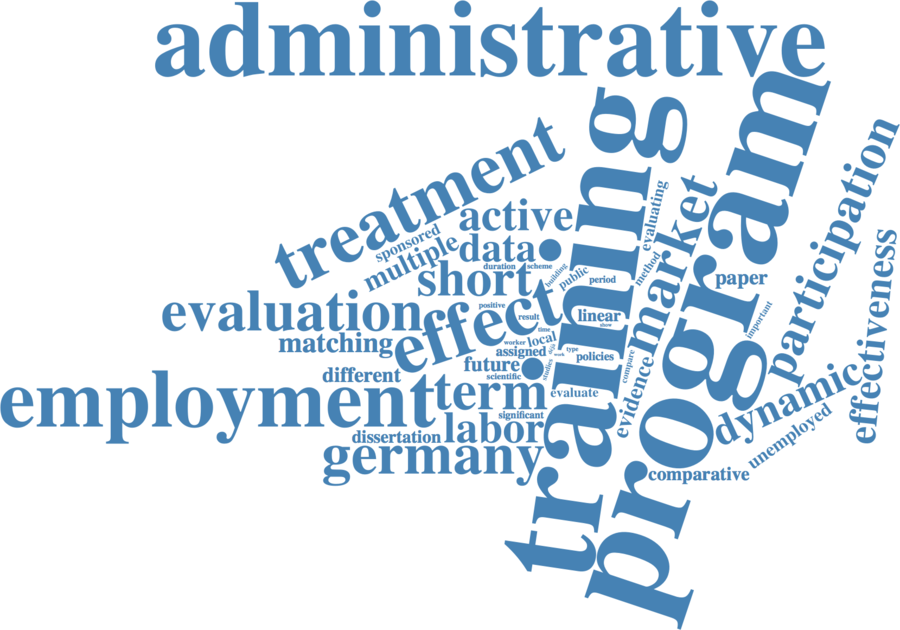 administrative
program
training
treatment
participation
effectiveness
market
evaluating
active
sponsored
multiple
data
duration
scheme
building
short
public
period
method
paper
important
positive
evaluation
effect
result
linear
show
time
matching
local
worker
assigned
type
work
policies
compare
future
studies
scientific
different
employment
term
evaluate
evidence
dynamic
significant
labor
dissertation
unemployed
germany
comparative